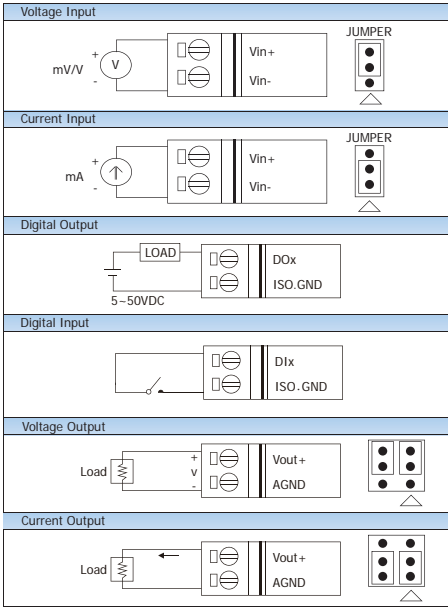 Voltage Input
JUMPER
mV/V
+
V
-
Vin+
Vin-
Current Input
JUMPER
mA
+
-
Vin+
Vin-
Digital Output
LOAD
5~50VDC
DOx
ISO.GND
Digital Input
DIx
ISO.GND
Voltage Output
Load
+
v
-
Vout+
AGND
Current Output
Load
Vout+
AGND